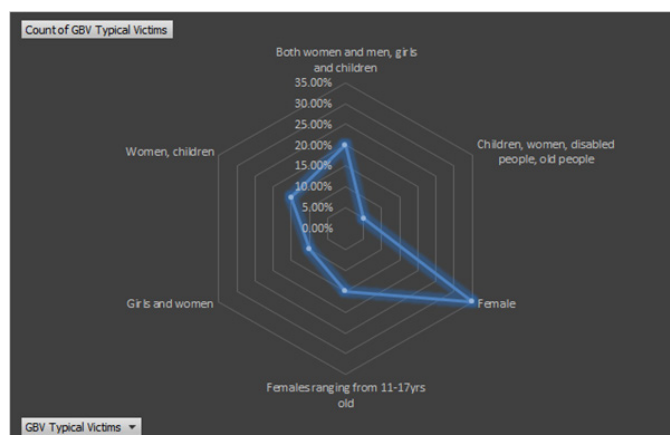 Count of GBV Typical Victims
Both women and men, girls
and children
35.00%
30.00%
25.00%
20.00%
15.00%
10.00%
5.00%
0.00%
Women, children
Children, women, disabled
people, old people
Girls and women
Female
Females ranging from 11-17yrs
old
GBV Typical Victims